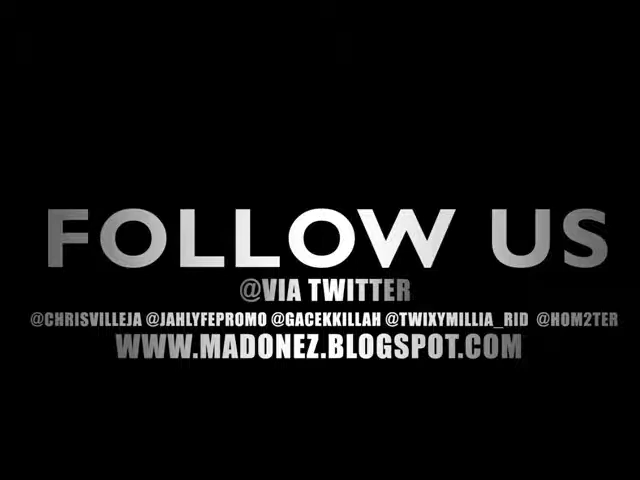 FOLLOW US
@VIA TWITTER
@CHRISVILLEJA @JAHLYFEPROMO @GACEKKILLAH @TWIXYMILLIA_RID @HOM2TER
WWW.MADONEZ.BLOGSPOT.COM